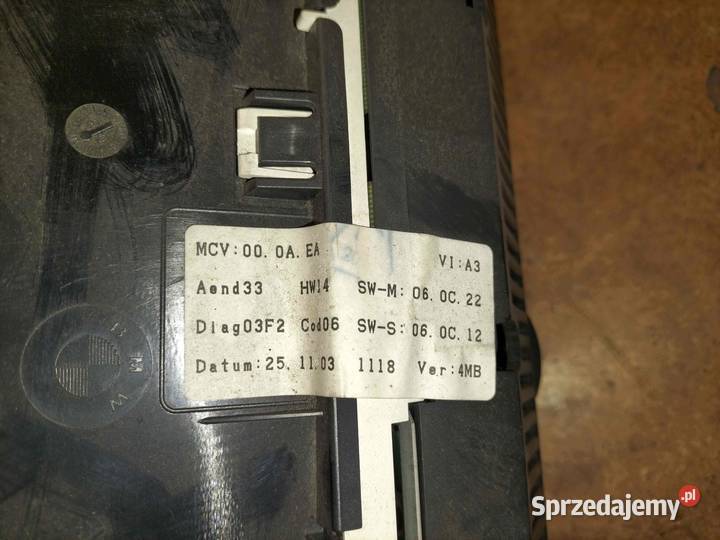 MCV:00. 0A. EA VI:A3
Aend33 HW14 SW-M: 06. 0C. 22
Diag03F2 Cod06 SW-S: 06. 0C. 12
Datum:25. 11.03 1118 Ver:4MB
B M W
Sprzedajemy.pl